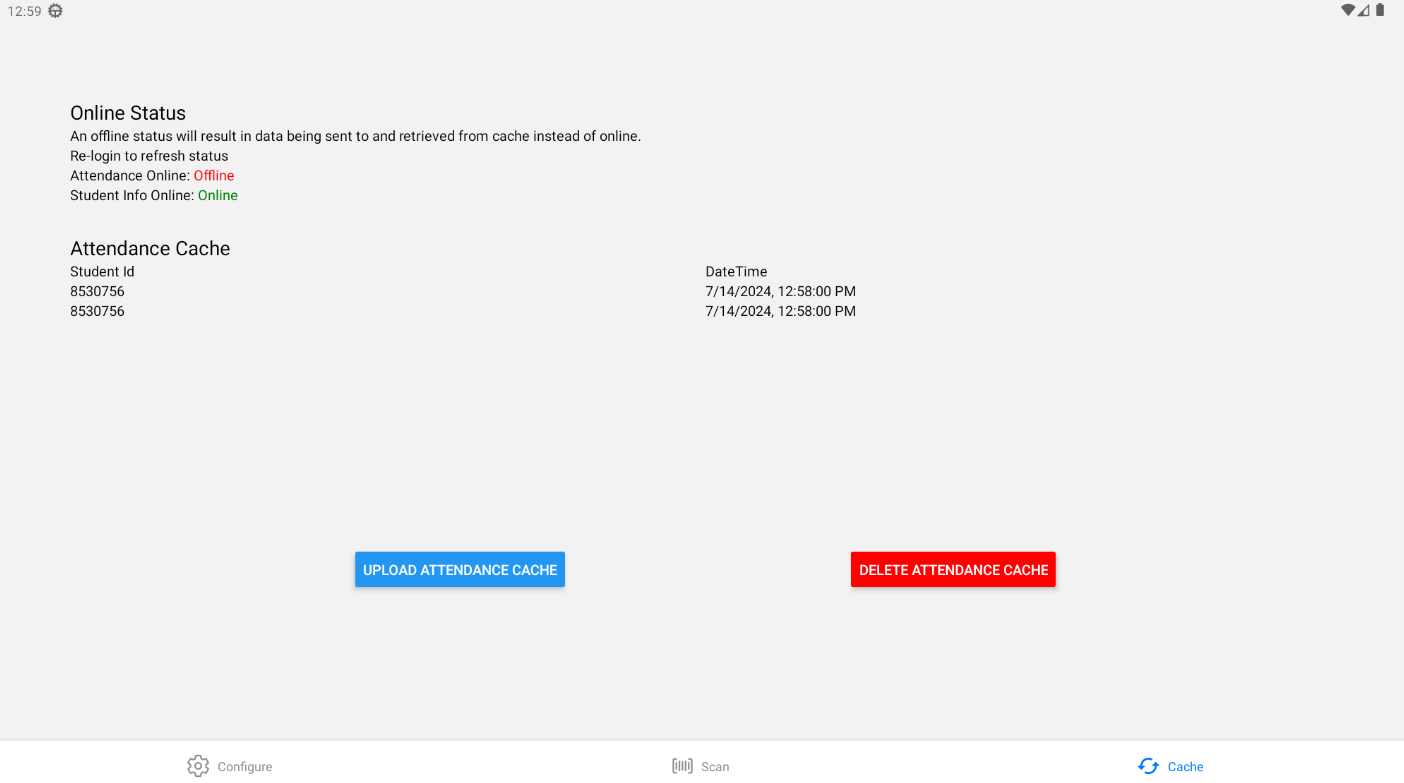 12:59
Online Status
An offline status will result in data being sent to and retrieved from cache instead of online.
Re-login to refresh status
Attendance Online: Offline
Student Info Online: Online
Attendance Cache
Student Id DateTime
8530756 7/14/2024, 12:58:00 PM
8530756 7/14/2024, 12:58:00 PM
UPLOAD ATTENDANCE CACHE DELETE ATTENDANCE CACHE
Configure Scan Cache